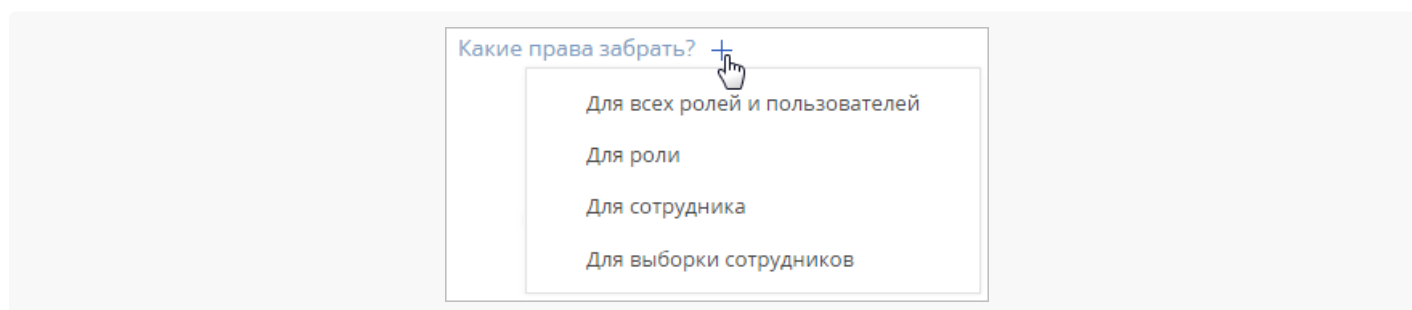 Какие права забрать? +
Для всех ролей и пользователей
Для роли
Для сотрудника
Для выборки сотрудников